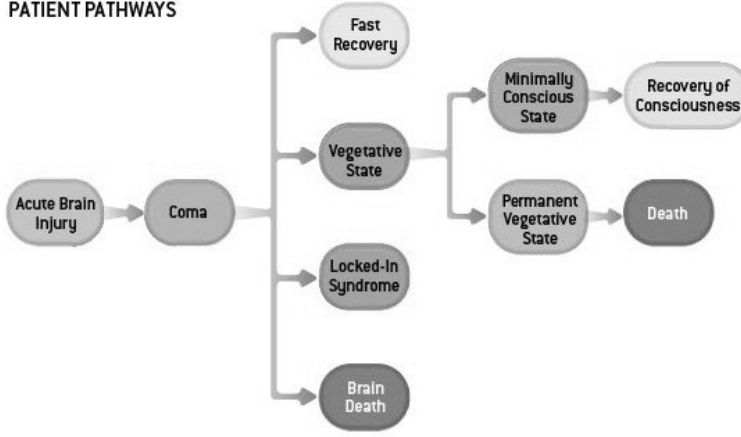 PATIENT PATHWAYS
Fast
Recovery
Minimally
Conscious
State
Recovery of
Consciousness
Vegetative
State
Acute Brain
Injury
Coma
Permanent
Vegetative
State
Death
Locked-In
Syndrome
Brain
Death